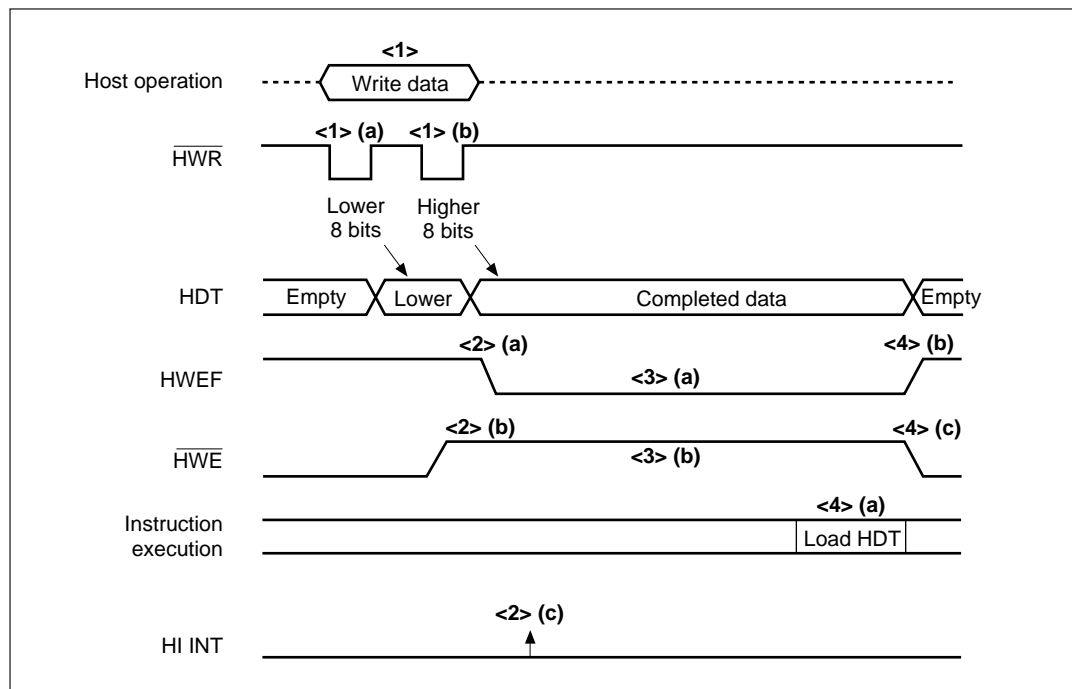 <1>
Host operation
Write data
<1> (a)
<1> (b)
HWR
Lower
8 bits
Higher
8 bits
HDT
Empty
Lower
Completed data
Empty
<2> (a)
<4> (b)
HWEF
<3> (a)
<2> (b)
<4> (c)
HWE
<3> (b)
<4> (a)
Instruction
execution
Load HDT
<2> (c)
HI INT